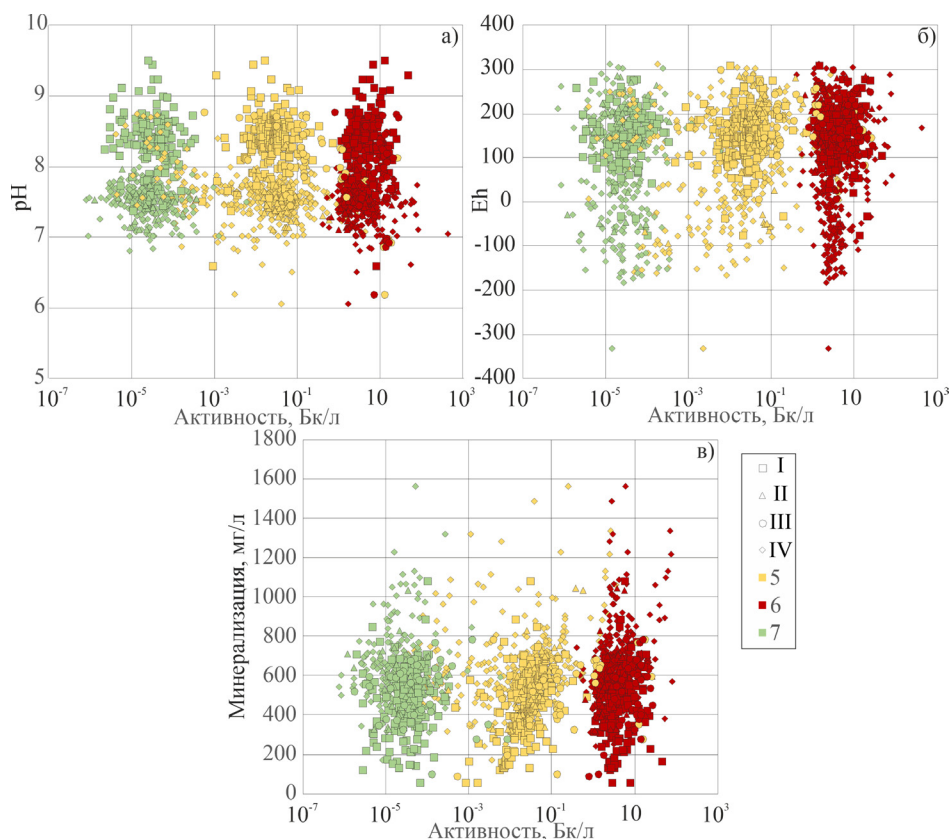 а)
pH
10
9
8
7
6
5
10⁻⁷ 10⁻⁵ 10⁻³ 10⁻¹ 10 10³
Активность, Бк/л
б)
Eh
400
300
200
100
0
-100
-200
-300
-400
10⁻⁷ 10⁻⁵ 10⁻³ 10⁻¹ 10 10³
Активность, Бк/л
в)
Минерализация, мг/л
1800
1600
1400
1200
1000
800
600
400
200
0
10⁻⁷ 10⁻⁵ 10⁻³ 10⁻¹ 10 10³
Активность, Бк/л
I
II
III
IV
5
6
7